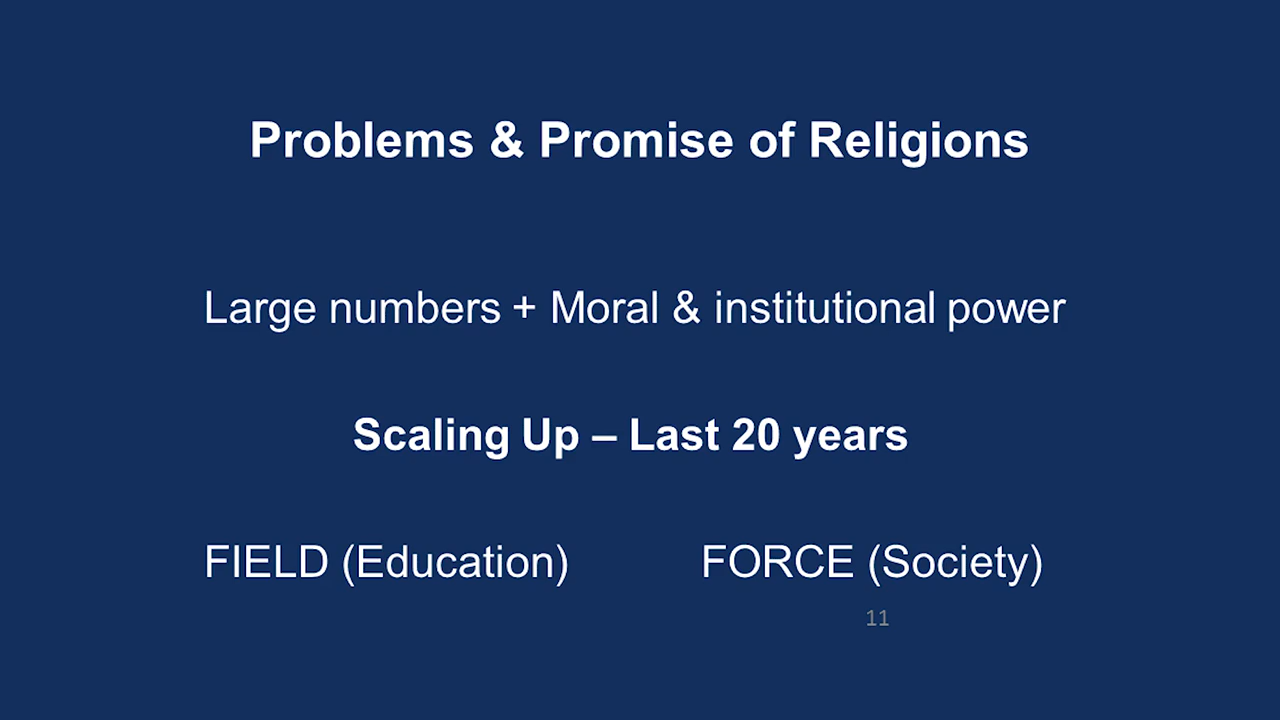 Problems & Promise of Religions
Large numbers + Moral & institutional power
Scaling Up – Last 20 years
FIELD (Education) FORCE (Society)
11